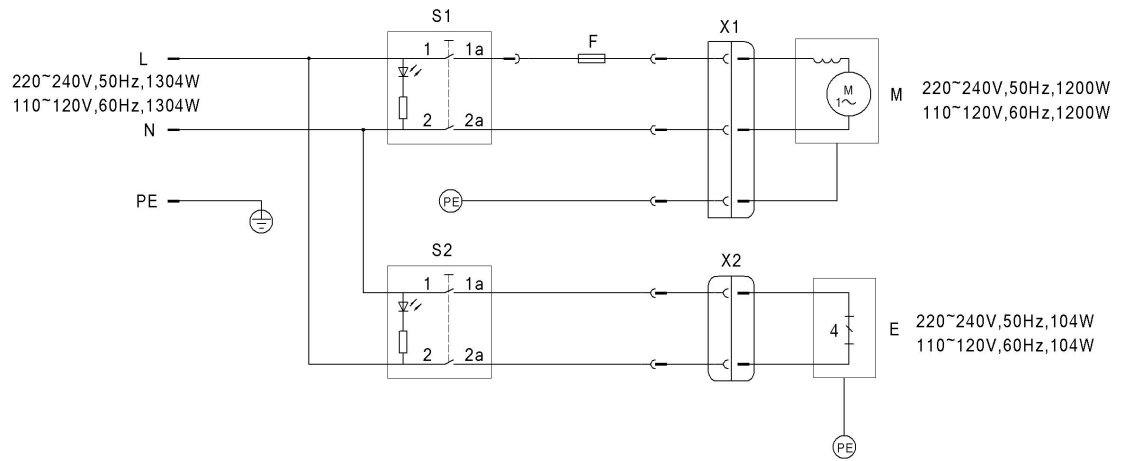 S1
X1
L
1
1a
F
220~240V,50Hz,1304W
110~120V,60Hz,1304W
M
1~
M
220~240V,50Hz,1200W
110~120V,60Hz,1200W
N
2
2a
PE
PE
S2
X2
1
1a
4
E
220~240V,50Hz,104W
110~120V,60Hz,104W
2
2a
PE